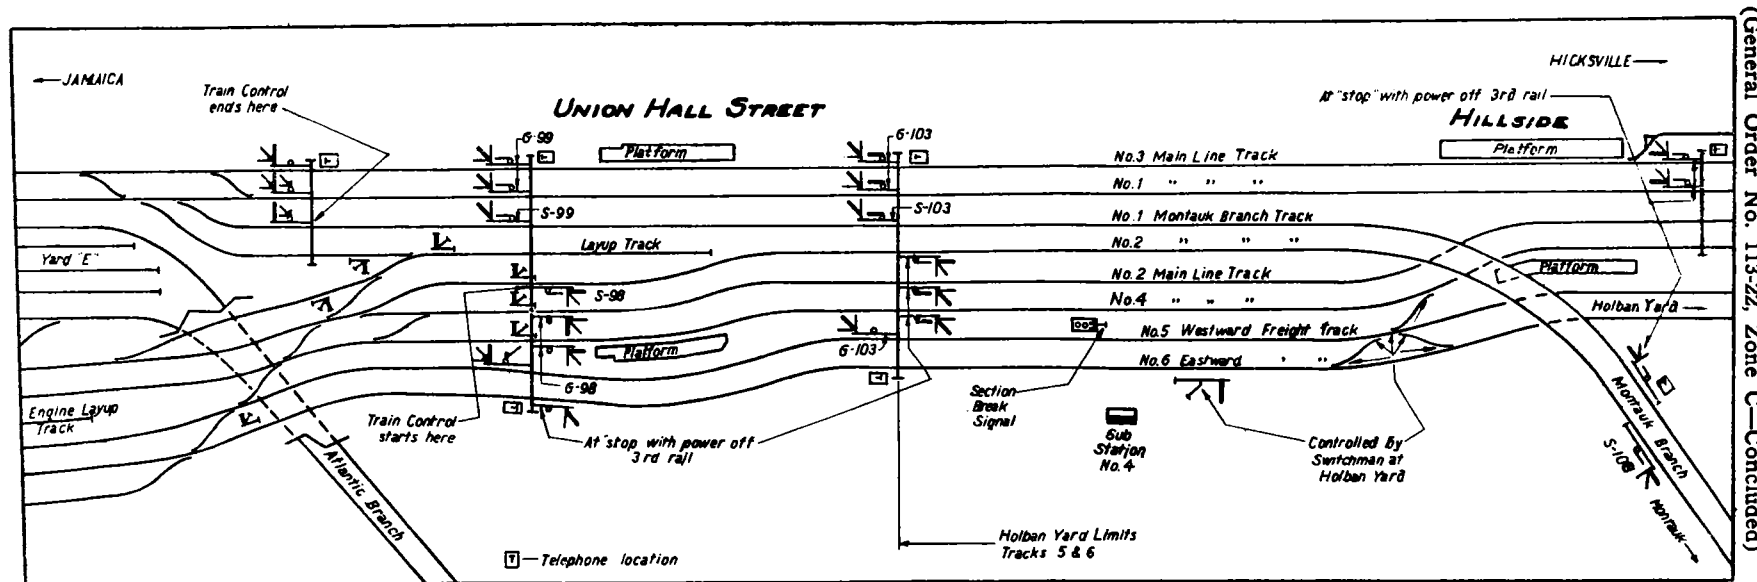 (General Order No. 113-22, Zone C—Concluded)
JAMAICA
HICKSVILLE
Train Control
ends here
UNION HALL STREET
At "stop" with power off 3rd rail
HILLSIDE
G-99
G-103
T
T
T
T
Platform
Platform
No.3 Main Line Track
No.1 " " "
S-99
S-103
No.1 Montauk Branch Track
Layup Track
No.2 " " "
Yard "E"
No.2 Main Line Track
Platform
S-98
No.4 " " "
Holban Yard
No.5 Westward Freight Track
Platform
G-103
No.6 Eastward " "
G-98
T
T
T
Engine Layup
Track
Train Control
starts here
At "stop with power off
3rd rail
Section
Break
Signal
Sub
Station
No.4
Controlled By
Switchman at
Holban Yard
Montauk Branch
S-108
Montauk
Atlantic Branch
T — Telephone location
Holban Yard Limits
Tracks 5 & 6